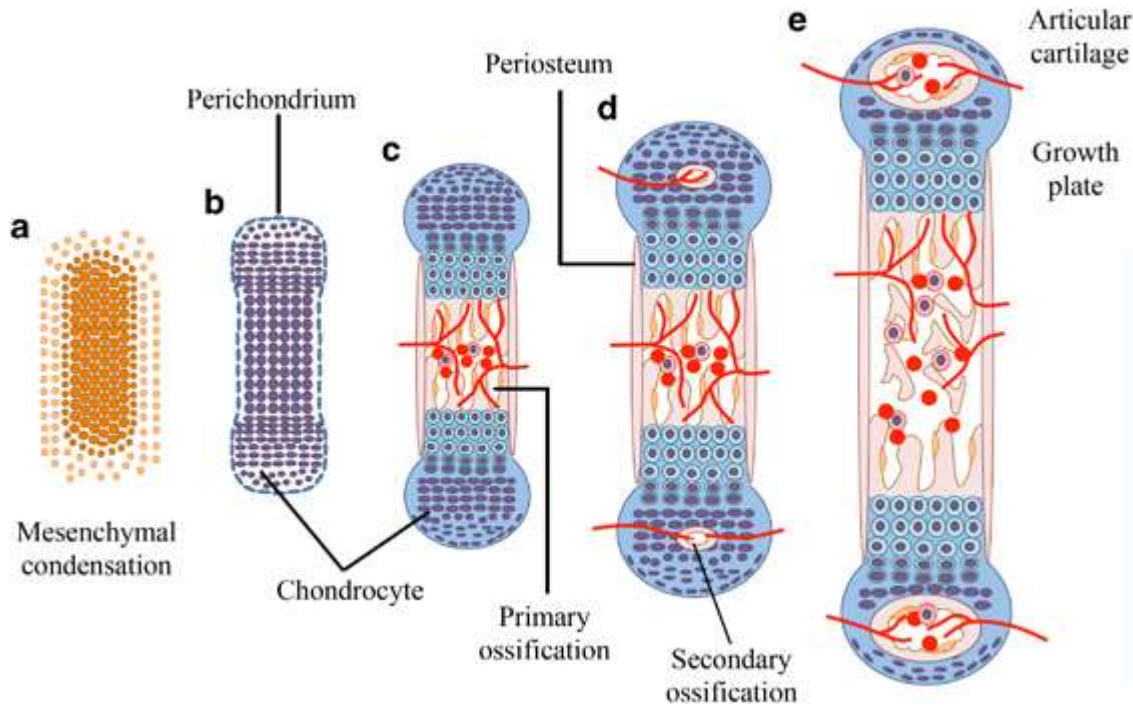 e
Articular
cartilage
Periosteum
Perichondrium
d
c
Growth
plate
b
a
Mesenchymal
condensation
Chondrocyte
Primary
ossification
Secondary
ossification